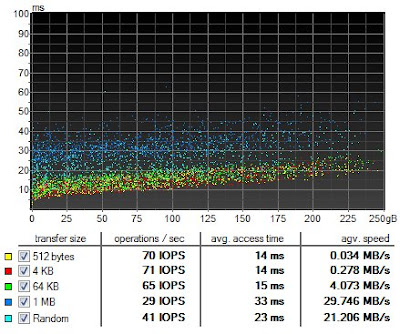 100
ms
90
80
70
60
50
40
30
20
10
0 25 50 75 100 125 150 175 200 225 250gB
transfer size operations / sec avg. access time agv. speed
512 bytes 70 IOPS 14 ms 0.034 MB/s
4 KB 71 IOPS 14 ms 0.278 MB/s
64 KB 65 IOPS 15 ms 4.073 MB/s
1 MB 29 IOPS 33 ms 29.746 MB/s
Random 41 IOPS 23 ms 21.206 MB/s